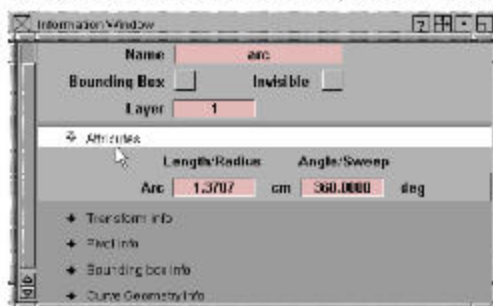 Information Window
Name arc
Bounding Box Invisible
Layer 1
Attributes
Length/Radius Angle/Sweep
Arc 1.3707 cm 360.0000 deg
Transform info
Pivot info
Bounding box info
Curve Geometry info